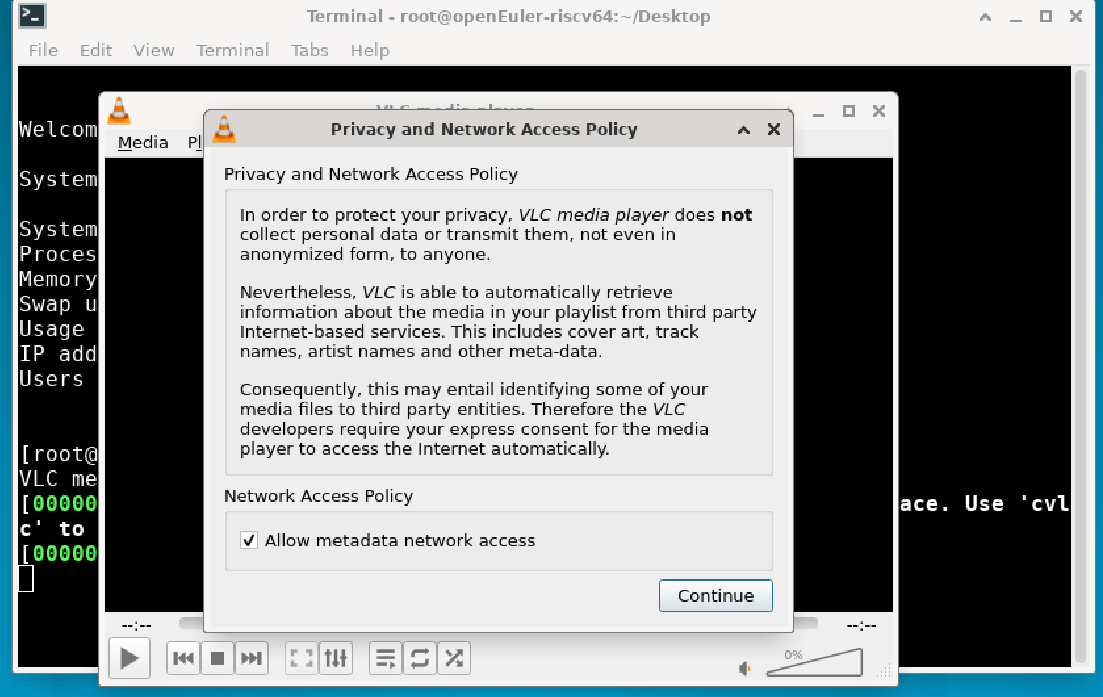 Terminal - root@openEuler-riscv64:~/Desktop
File Edit View Terminal Tabs Help
Welcom
System
System
Proces
Memory
Swap u
Usage
IP add
Users
[root@
VLC me
[00000
ace. Use 'cvl
c' to
[00000
VLC media player
Media Pl
Privacy and Network Access Policy
Privacy and Network Access Policy
In order to protect your privacy, VLC media player does not
collect personal data or transmit them, not even in
anonymized form, to anyone.
Nevertheless, VLC is able to automatically retrieve
information about the media in your playlist from third party
Internet-based services. This includes cover art, track
names, artist names and other meta-data.
Consequently, this may entail identifying some of your
media files to third party entities. Therefore the VLC
developers require your express consent for the media
player to access the Internet automatically.
Network Access Policy
Allow metadata network access
Continue
--:--
--:--
0%